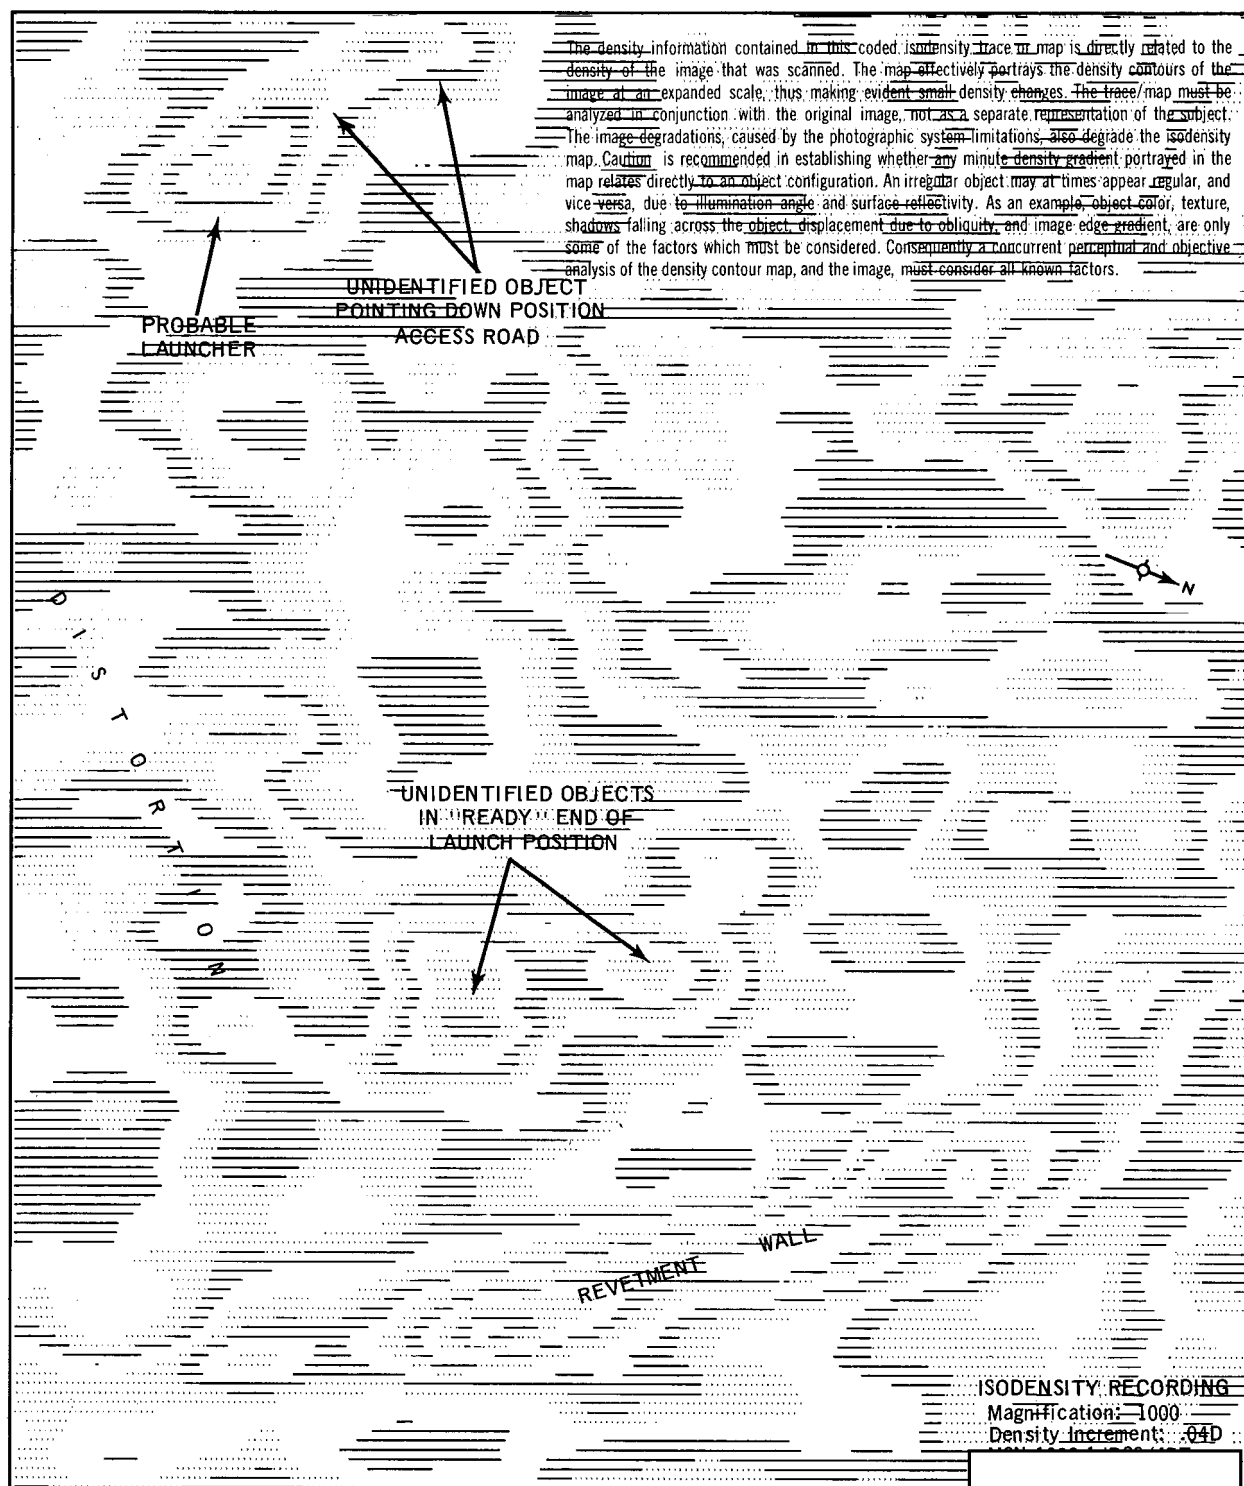 The density information contained in this coded isodensity trace or map is directly related to the
density of the image that was scanned. The map effectively portrays the density contours of the
image at an expanded scale, thus making evident small density changes. The trace/map must be
analyzed in conjunction with the original image, not as a separate representation of the subject.
The image degradations, caused by the photographic system limitations, also degrade the isodensity
map. Caution is recommended in establishing whether any minute density gradient portrayed in the
map relates directly to an object configuration. An irregular object may at times appear regular, and
vice versa, due to illumination angle and surface reflectivity. As an example, object color, texture,
shadows falling across the object, displacement due to obliquity, and image edge gradient, are only
some of the factors which must be considered. Consequently a concurrent perceptual and objective
analysis of the density contour map, and the image, must consider all known factors.
UNIDENTIFIED OBJECT
POINTING DOWN POSITION
ACCESS ROAD
PROBABLE
LAUNCHER
N
DISTORTION
UNIDENTIFIED OBJECTS
IN "READY" END OF
LAUNCH POSITION
REVETMENT WALL
ISODENSITY RECORDING
Magnification: 1000
Density Increment: .04D